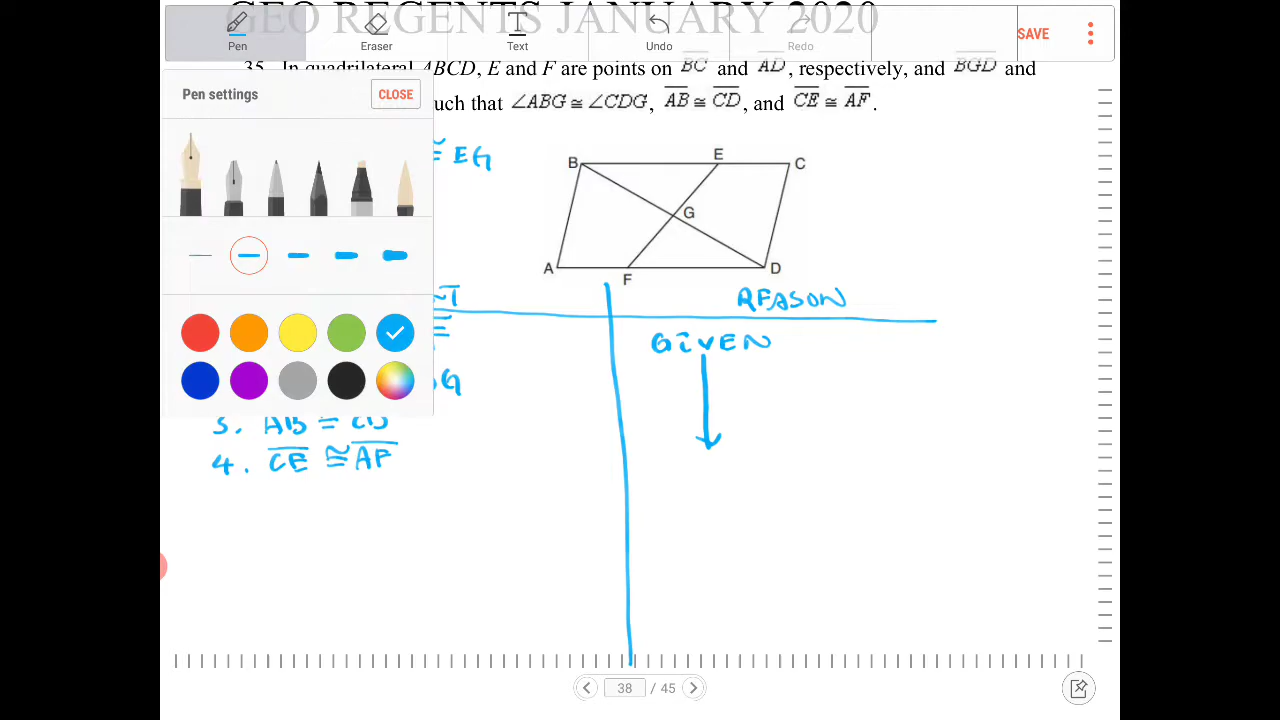 GEO REGENTS JANUARY 2020
Pen Eraser Text Undo Redo SAVE
35. In quadrilateral ABCD, E and F are points on BC and AD, respectively, and BGD and
Pen settings CLOSE
uch that ∠ABG ≅ ∠CDG, AB ≅ CD, and CE ≅ AF.
≅ EG
B E C
G
A F D
REASON
GIVEN
G
3. AB ≅ CD
4. CE ≅ AF
38 / 45